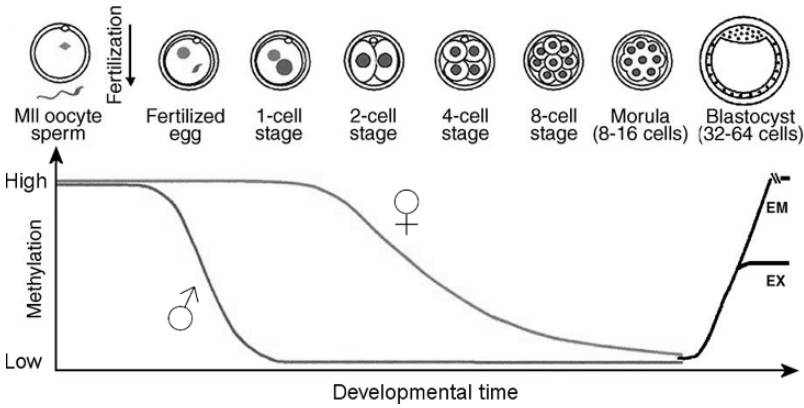 Fertilization
MII oocyte
sperm
Fertilized
egg
1-cell
stage
2-cell
stage
4-cell
stage
8-cell
stage
Morula
(8-16 cells)
Blastocyst
(32-64 cells)
High
Methylation
Low
EM
EX
Developmental time